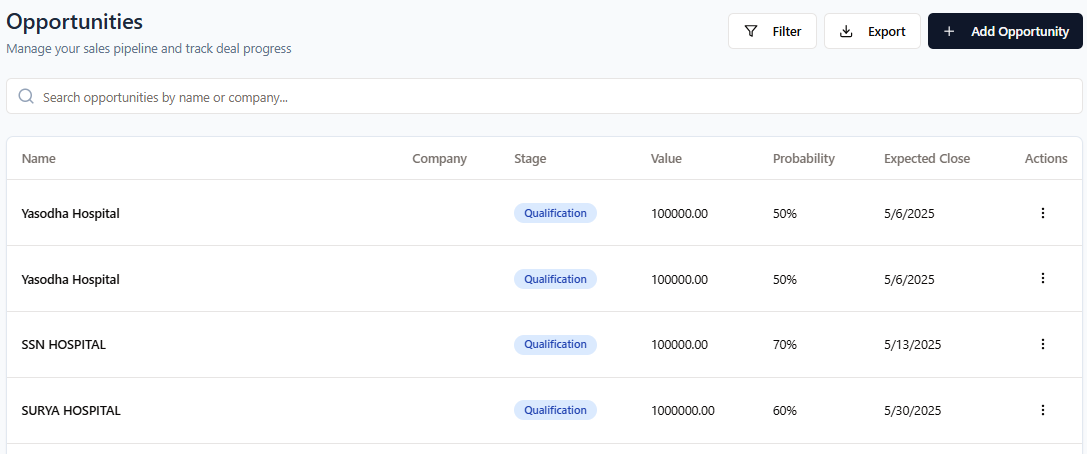 Opportunities
Manage your sales pipeline and track deal progress
Filter
Export
Add Opportunity
Search opportunities by name or company...
Name Company Stage Value Probability Expected Close Actions
Yasodha Hospital Qualification 100000.00 50% 5/6/2025
Yasodha Hospital Qualification 100000.00 50% 5/6/2025
SSN HOSPITAL Qualification 100000.00 70% 5/13/2025
SURYA HOSPITAL Qualification 1000000.00 60% 5/30/2025